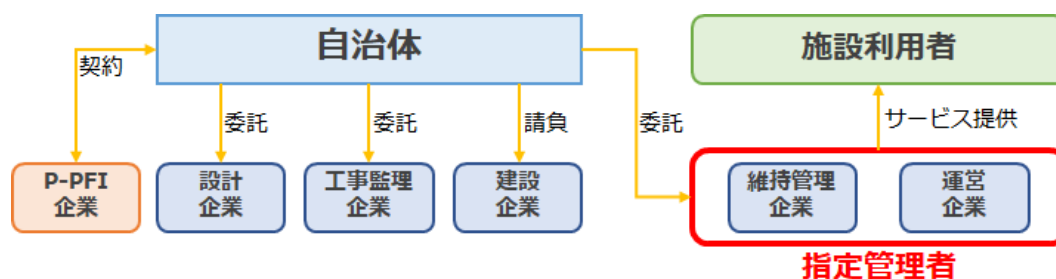 自治体
施設利用者
契約
委託
委託
請負
委託
サービス提供
P-PFI
企業
設計
企業
工事監理
企業
建設
企業
維持管理
企業
運営
企業
指定管理者